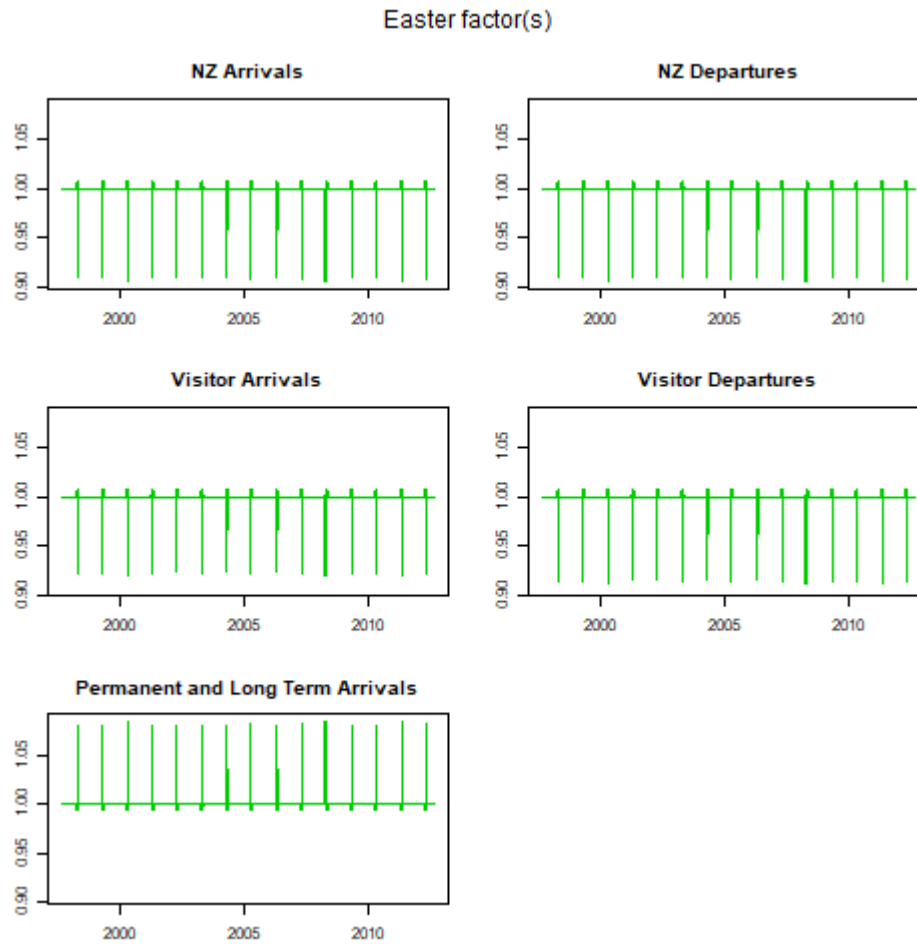 Easter factor(s)
NZ Arrivals
1.05
1.00
0.95
0.90
2000 2005 2010
NZ Departures
1.05
1.00
0.95
0.90
2000 2005 2010
Visitor Arrivals
1.05
1.00
0.95
0.90
2000 2005 2010
Visitor Departures
1.05
1.00
0.95
0.90
2000 2005 2010
Permanent and Long Term Arrivals
1.05
1.00
0.95
0.90
2000 2005 2010